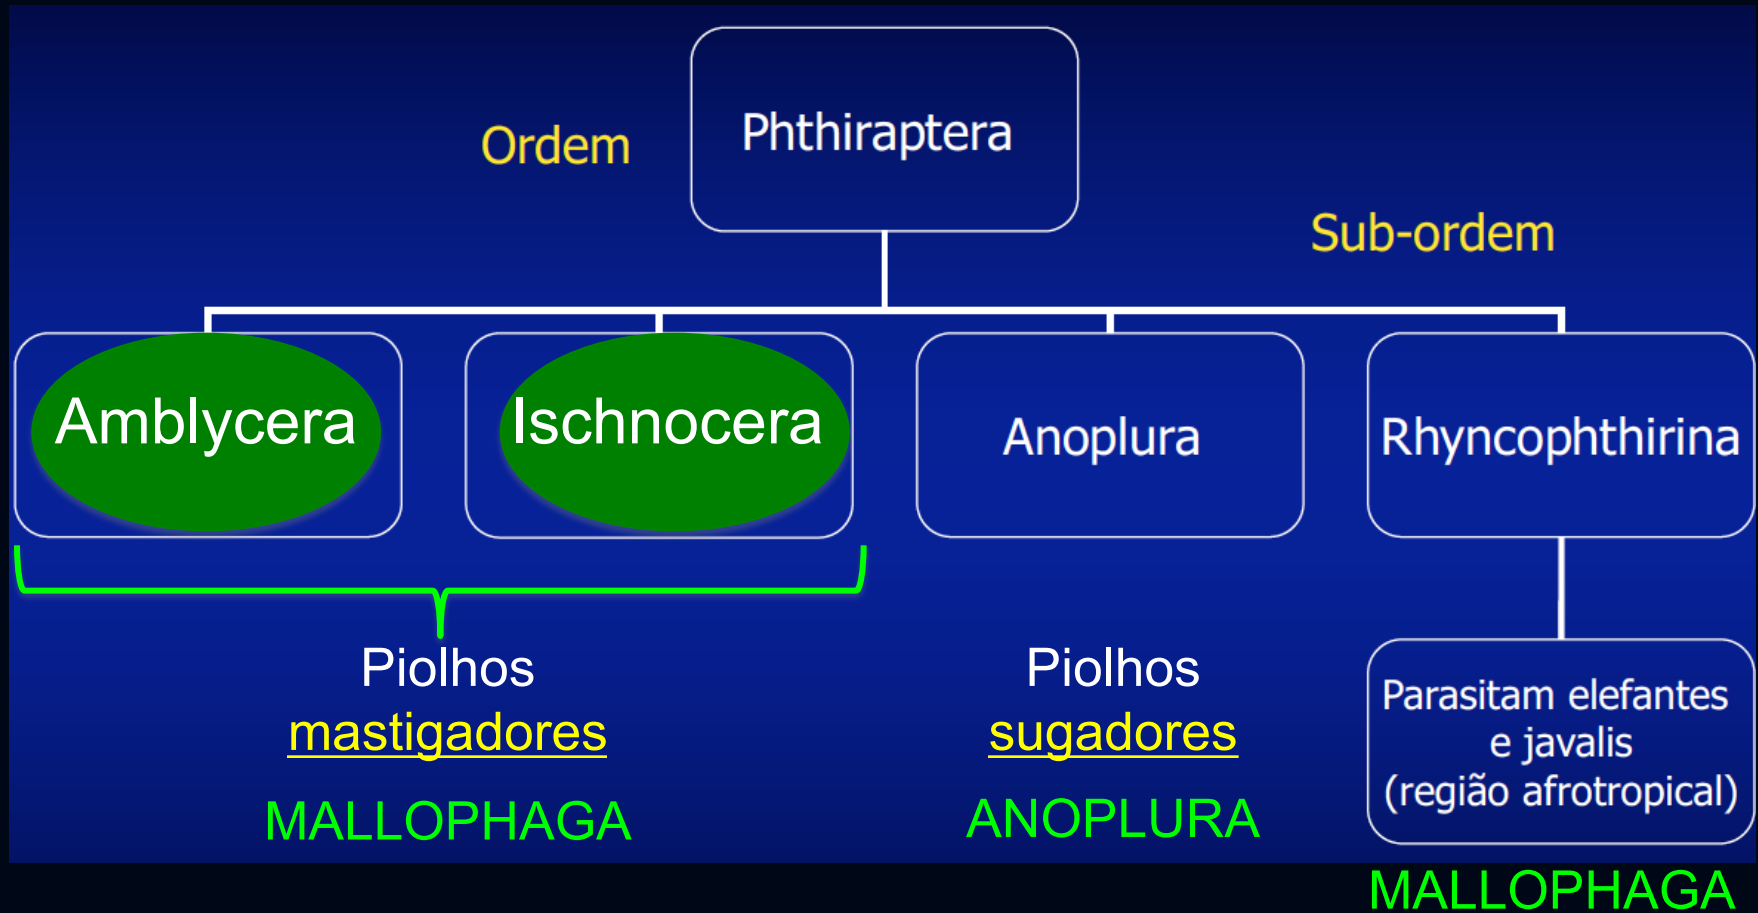 Phthiraptera
Ordem
Sub-ordem
Amblycera
Ischnocera
Anoplura
Rhyncophthirina
Piolhos
mastigadores
MALLOPHAGA
Piolhos
sugadores
ANOPLURA
Parasitam elefantes
e javalis
(região afrotropical)
MALLOPHAGA